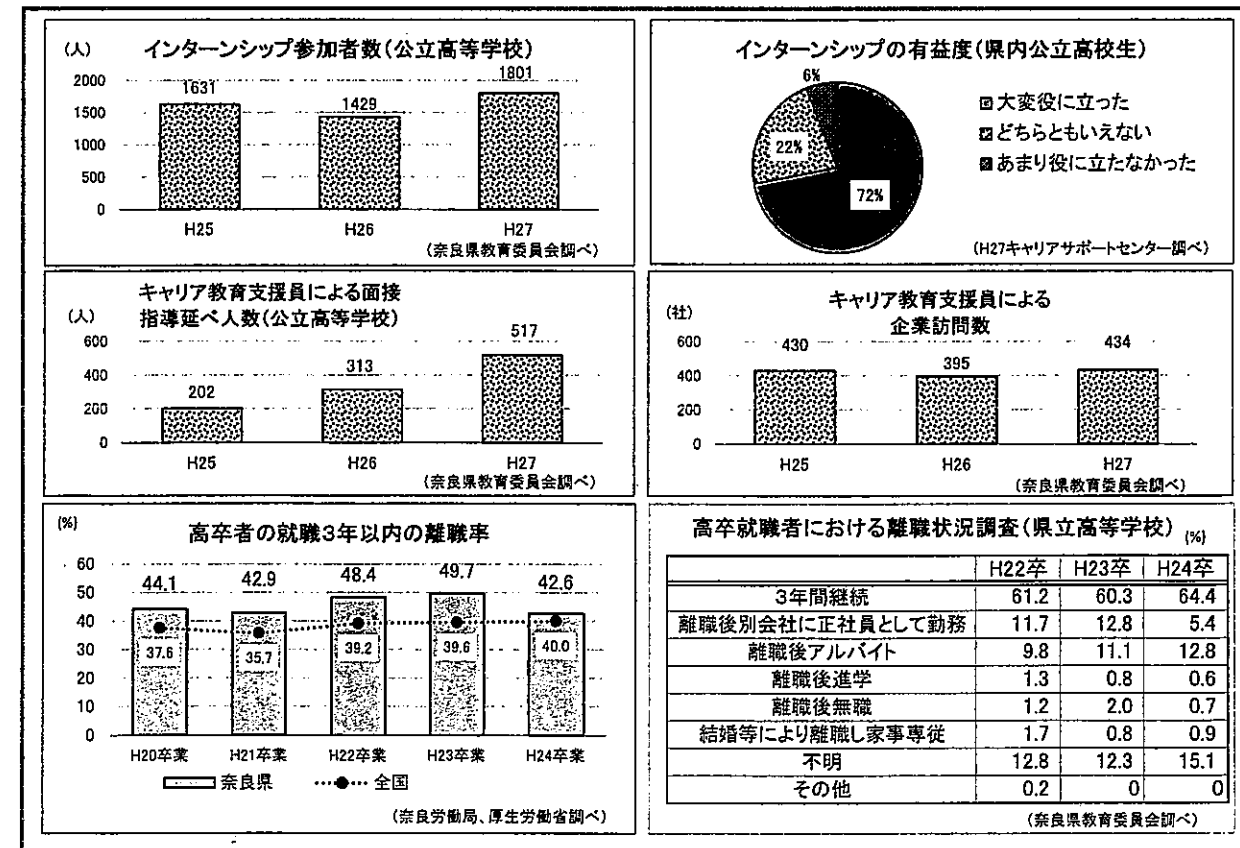 インターンシップ参加者数(公立高等学校)
(人)
2000
1500
1000
500
0
1631
1429
1801
H25
H26
H27
(奈良県教育委員会調べ)
インターンシップの有益度(県内公立高校生)
6%
22%
72%
大変役に立った
どちらともいえない
あまり役に立たなかった
(H27キャリアサポートセンター調べ)
キャリア教育支援員による面接
指導延べ人数(公立高等学校)
(人)
600
400
200
0
202
313
517
H25
H26
H27
(奈良県教育委員会調べ)
キャリア教育支援員による
企業訪問数
(社)
600
400
200
0
430
395
434
H25
H26
H27
(奈良県教育委員会調べ)
(%)
高卒者の就職3年以内の離職率
60
50
40
30
20
10
0
44.1
42.9
48.4
49.7
42.6
37.6
35.7
39.2
39.6
40.0
H20卒業
H21卒業
H22卒業
H23卒業
H24卒業
奈良県
全国
(奈良労働局、厚生労働省調べ)
高卒就職者における離職状況調査(県立高等学校) (%)
H22卒 H23卒 H24卒
3年間継続 61.2 60.3 64.4
離職後別会社に正社員として勤務 11.7 12.8 5.4
離職後アルバイト 9.8 11.1 12.8
離職後進学 1.3 0.8 0.6
離職後無職 1.2 2.0 0.7
結婚等により離職し家事専従 1.7 0.8 0.9
不明 12.8 12.3 15.1
その他 0.2 0 0
(奈良県教育委員会調べ)